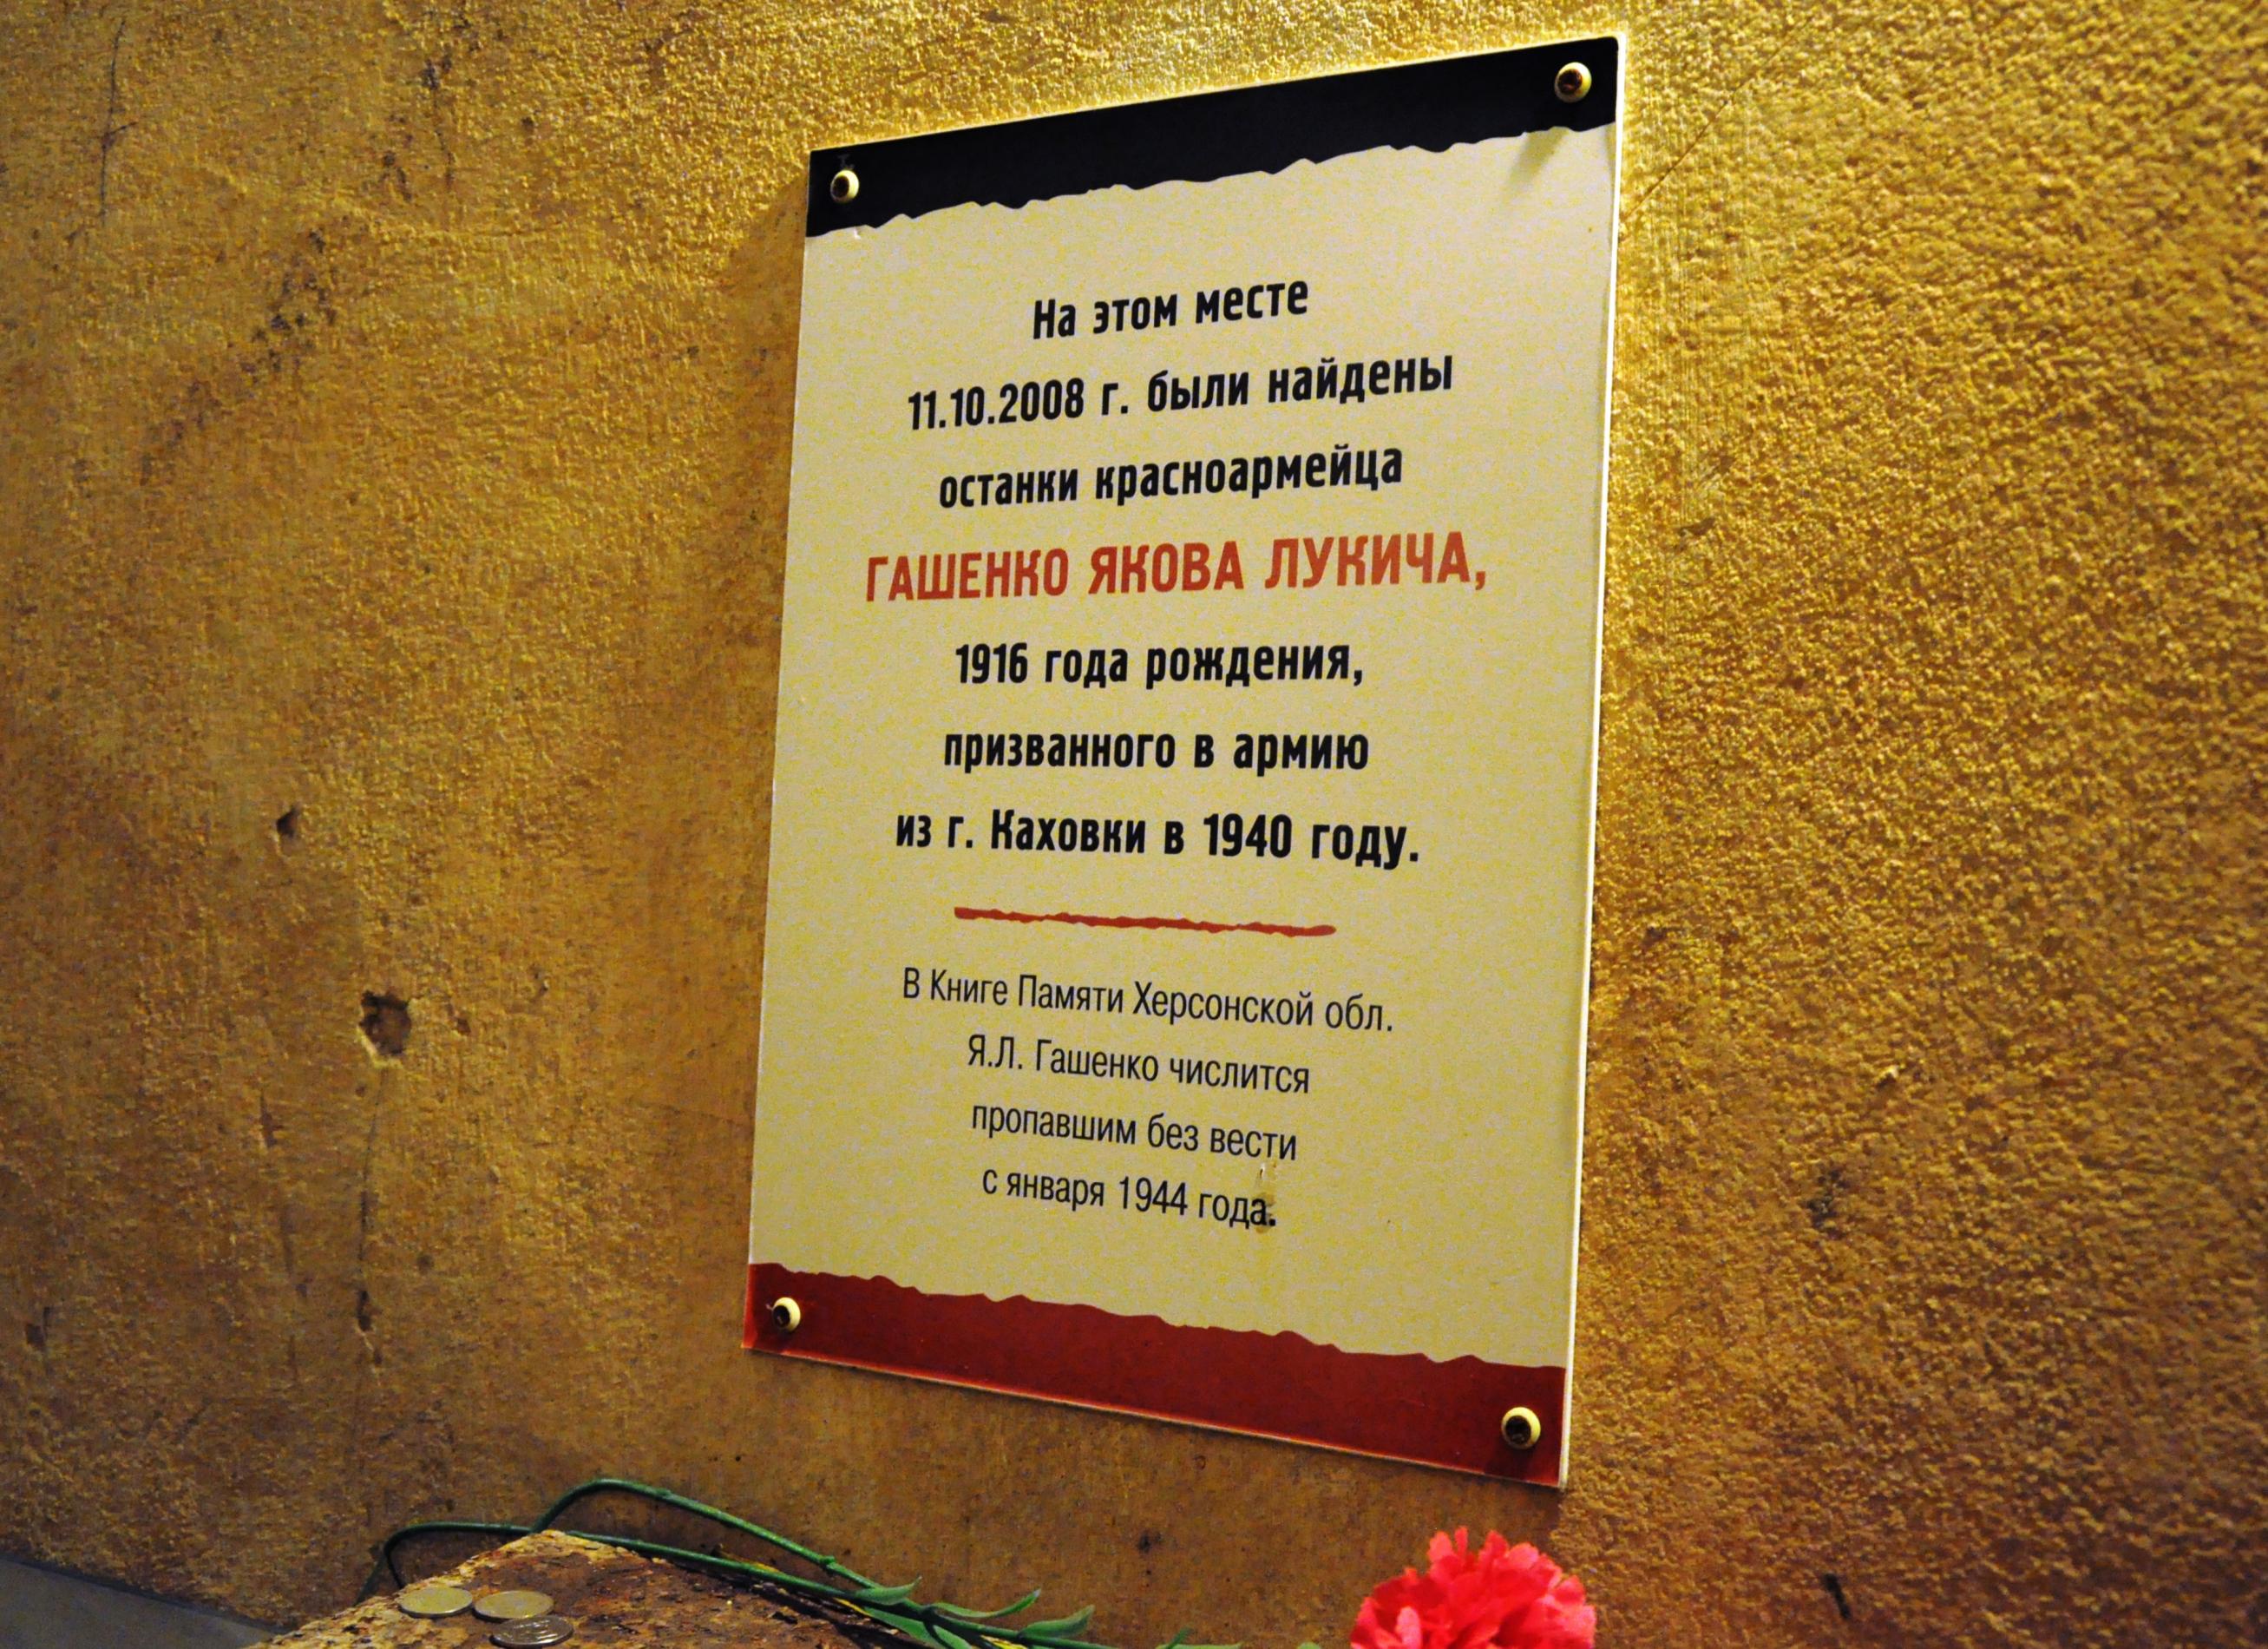 На этом месте
11.10.2008 г. были найдены
останки красноармейца
ГАШЕНКО ЯКОВА ЛУКИЧА,
1916 года рождения,
призванного в армию
из г. Каховки в 1940 году.
В Книге Памяти Херсонской обл.
Я.Л. Гашенко числится
пропавшим без вести
с января 1944 года.